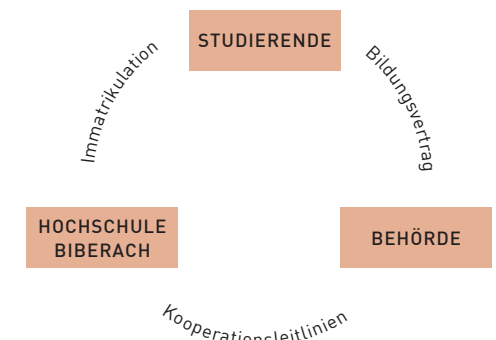 STUDIERENDE
Immatrikulation
Bildungsvertrag
HOCHSCHULE
BIBERACH
BEHÖRDE
Kooperationsleitlinien